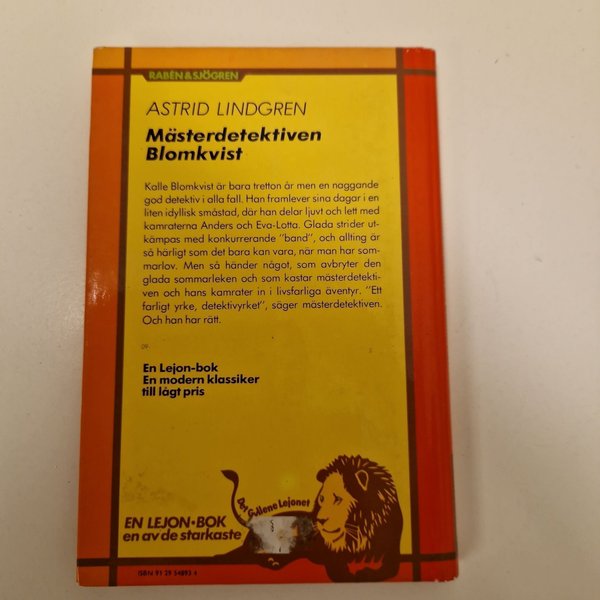 RABÉN & SJÖGREN
ASTRID LINDGREN
Mästerdetektiven
Blomkvist
Kalle Blomkvist är bara tretton år men en naggande
god detektiv i alla fall. Han framlever sina dagar i en
liten idyllisk småstad, där han delar ljuvt och lett med
kamraterna Anders och Eva-Lotta. Glada strider ut-
kämpas med konkurrerande "band", och allting är
så härligt som det bara kan vara, när man har som-
marlov. Men så händer något, som avbryter den
glada sommarleken och som kastar mästerdetekti-
ven och hans kamrater in i livsfarliga äventyr. "Ett
farligt yrke, detektivyrket", säger mästerdetektiven.
Och han har rätt.
En Lejon-bok
En modern klassiker
till lågt pris
Det Gyllene Lejonet
EN LEJON•BOK
en av de starkaste
ISBN 91 29 54893 4